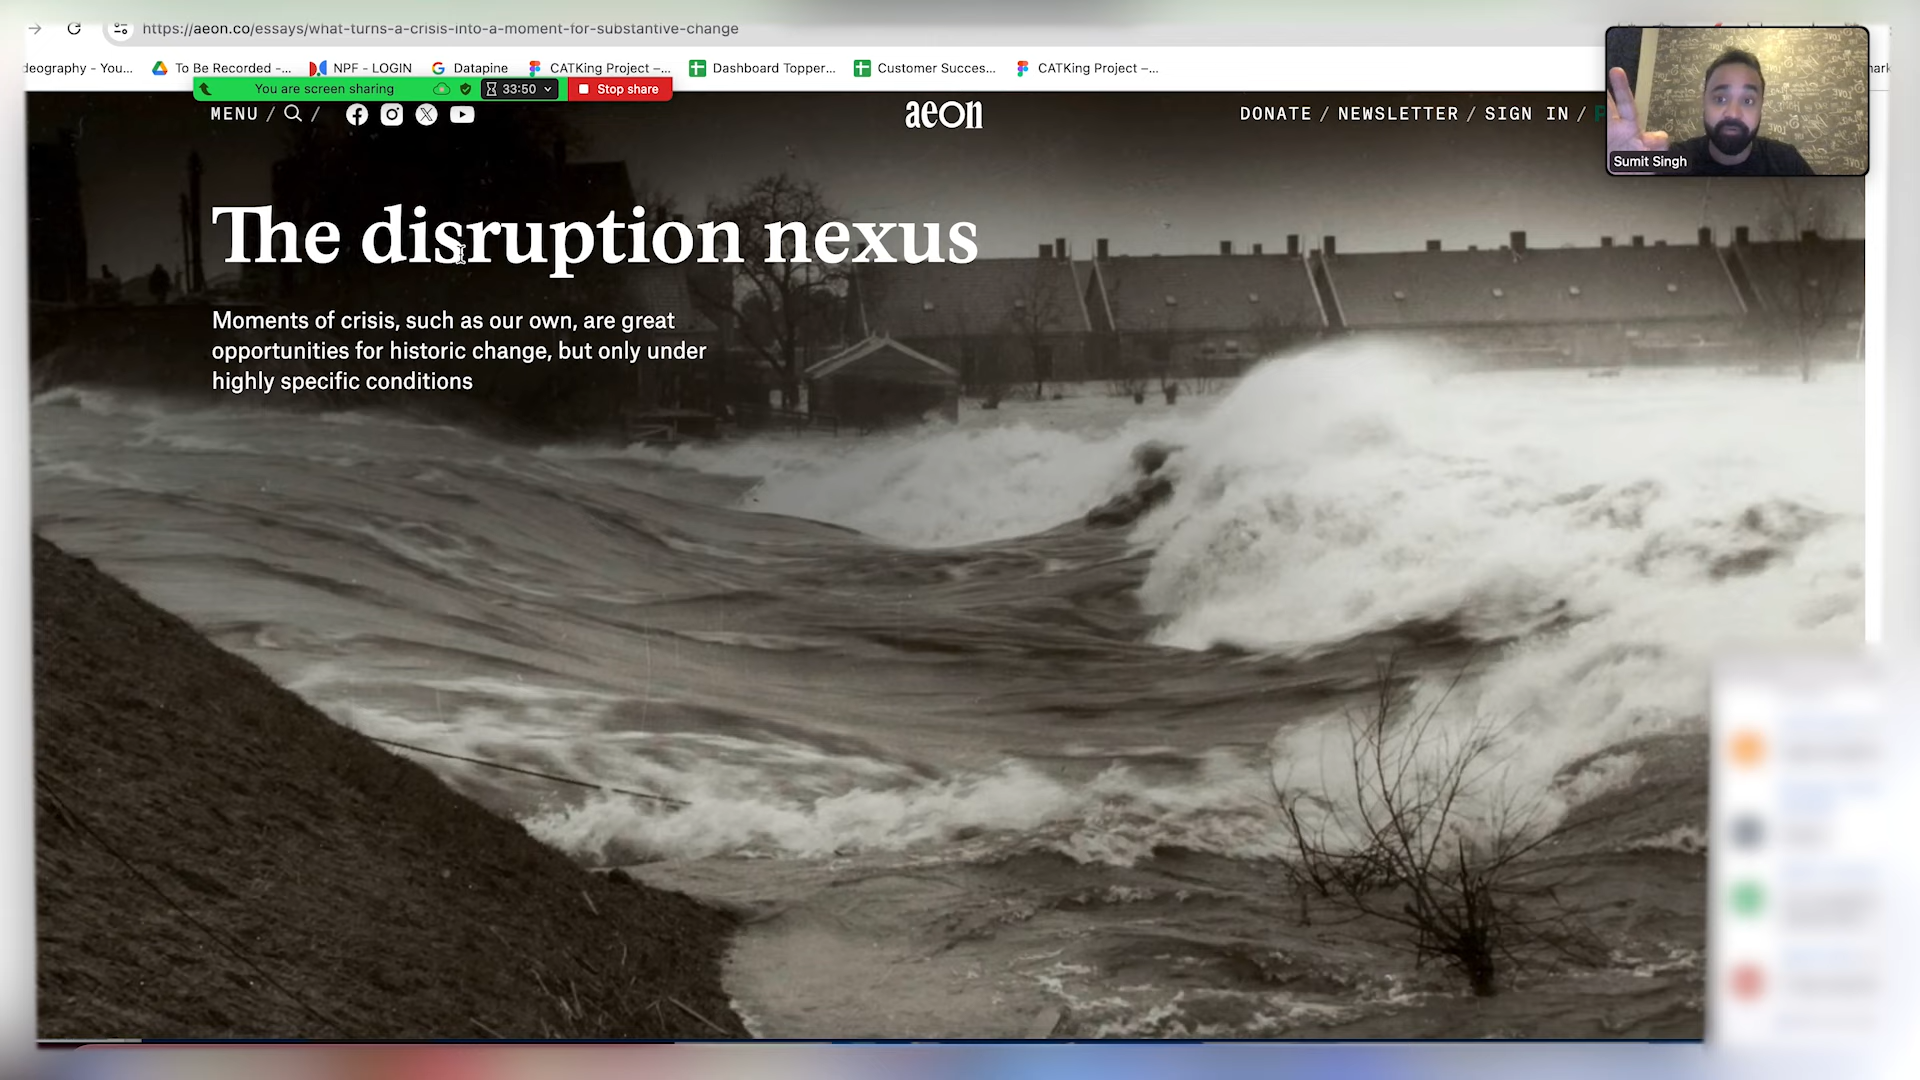 https://aeon.co/essays/what-turns-a-crisis-into-a-moment-for-substantive-change
deography - You... To Be Recorded -... NPF - LOGIN Datapine CATKing Project –... Dashboard Topper... Customer Succes... CATKing Project –...
You are screen sharing 33:50 Stop share
MENU / / aeon DONATE / NEWSLETTER / SIGN IN /
Sumit Singh
The disruption nexus
Moments of crisis, such as our own, are great
opportunities for historic change, but only under
highly specific conditions